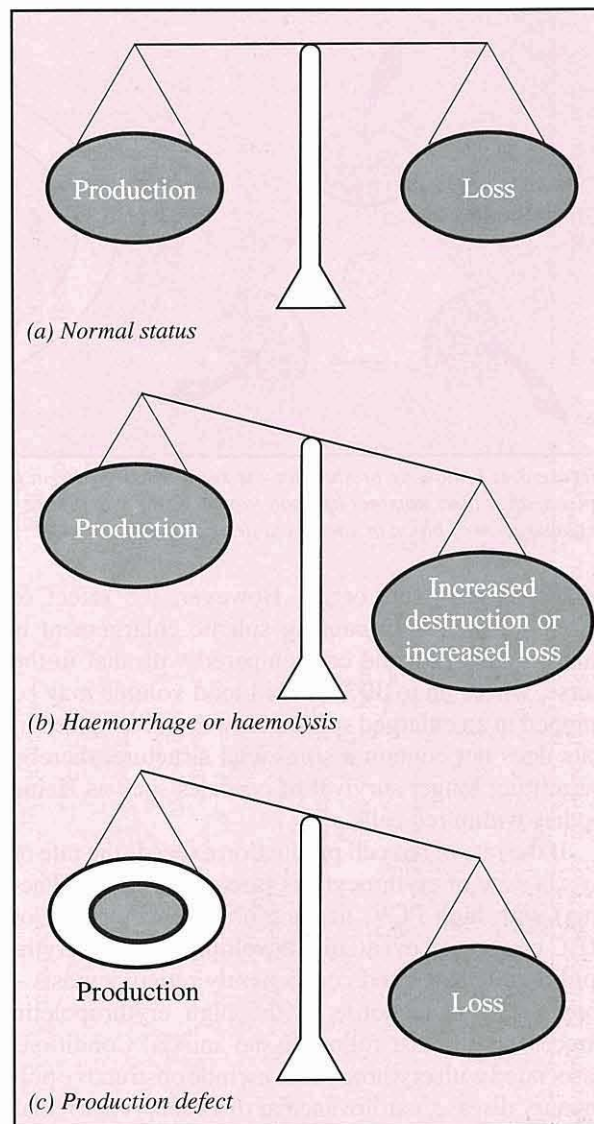 Production
Loss
(a) Normal status
Production
Increased
destruction or
increased loss
(b) Haemorrhage or haemolysis
Production
Loss
(c) Production defect